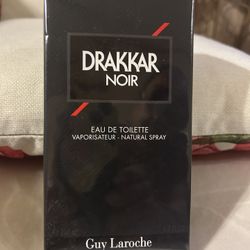 DRAKKAR
NOIR
EAU DE TOILETTE
VAPORISATEUR - NATURAL SPRAY
Guy Laroche